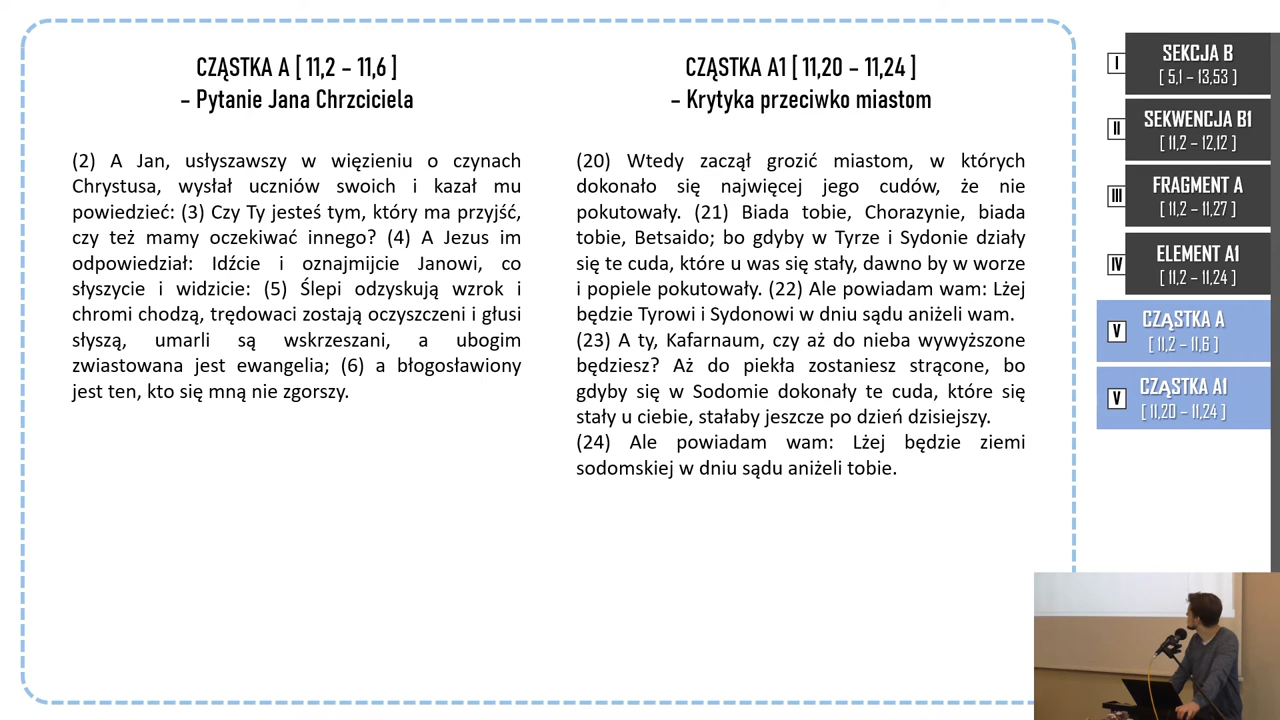 CZĄSTKA A [ 11,2 – 11,6 ]
– Pytanie Jana Chrzciciela
(2) A Jan, usłyszawszy w więzieniu o czynach
Chrystusa, wysłał uczniów swoich i kazał mu
powiedzieć: (3) Czy Ty jesteś tym, który ma przyjść,
czy też mamy oczekiwać innego? (4) A Jezus im
odpowiedział: Idźcie i oznajmijcie Janowi, co
słyszycie i widzicie: (5) Ślepi odzyskują wzrok i
chromi chodzą, trędowaci zostają oczyszczeni i głusi
słyszą, umarli są wskrzeszani, a ubogim
zwiastowana jest ewangelia; (6) a błogosławiony
jest ten, kto się mną nie zgorszy.
CZĄSTKA A1 [ 11,20 – 11,24 ]
– Krytyka przeciwko miastom
(20) Wtedy zaczął grozić miastom, w których
dokonało się najwięcej jego cudów, że nie
pokutowały. (21) Biada tobie, Chorazynie, biada
tobie, Betsaido; bo gdyby w Tyrze i Sydonie działy
się te cuda, które u was się stały, dawno by w worze
i popiele pokutowały. (22) Ale powiadam wam: Lżej
będzie Tyrowi i Sydonowi w dniu sądu aniżeli wam.
(23) A ty, Kafarnaum, czy aż do nieba wywyższone
będziesz? Aż do piekła zostaniesz strącone, bo
gdyby się w Sodomie dokonały te cuda, które się
stały u ciebie, stałaby jeszcze po dzień dzisiejszy.
(24) Ale powiadam wam: Lżej będzie ziemi
sodomskiej w dniu sądu aniżeli tobie.
I
SEKCJA B
[ 5,1 – 13,53 ]
II
SEKWENCJA B1
[ 11,2 – 12,12 ]
III
FRAGMENT A
[ 11,2 – 11,27 ]
IV
ELEMENT A1
[ 11,2 – 11,24 ]
V
CZĄSTKA A
[ 11,2 – 11,6 ]
V
CZĄSTKA A1
[ 11,20 – 11,24 ]